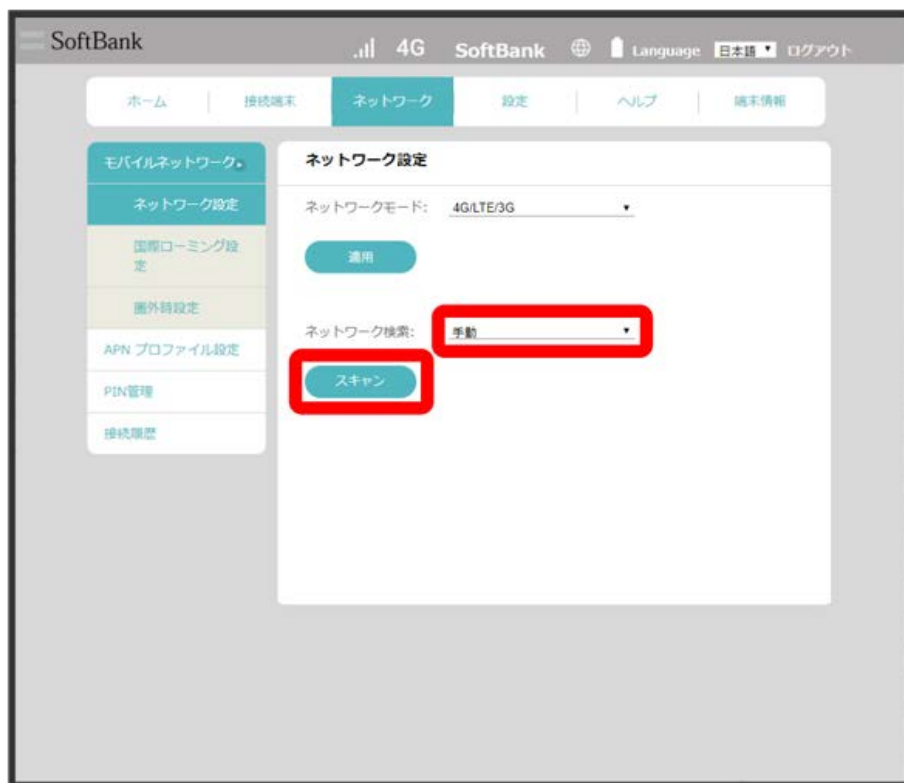 SoftBank
4G SoftBank Language 日本語 ログアウト
ホーム 接続端末 ネットワーク 設定 ヘルプ 端末情報
モバイルネットワーク
ネットワーク設定
国際ローミング設
定
圏外時設定
APN プロファイル設定
PIN管理
接続履歴
ネットワーク設定
ネットワークモード: 4G/LTE/3G
適用
ネットワーク検索: 手動
スキャン